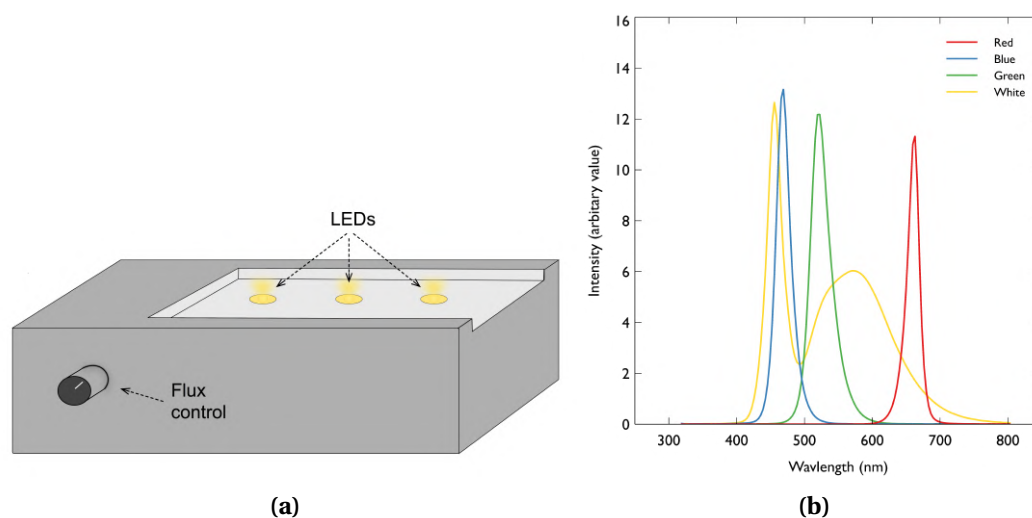 LEDs
Flux
control
(a)
16
14
12
10
8
6
4
2
0
Intensity (arbitary value)
300
400
500
600
700
800
Wavlength (nm)
Red
Blue
Green
White
(b)